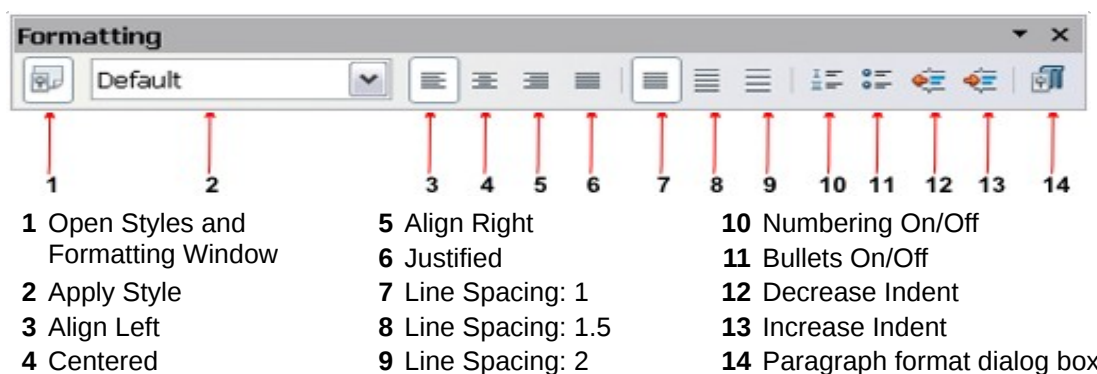 Formatting
Default
1 2 3 4 5 6 7 8 9 10 11 12 13 14
1 Open Styles and
Formatting Window
2 Apply Style
3 Align Left
4 Centered
5 Align Right
6 Justified
7 Line Spacing: 1
8 Line Spacing: 1.5
9 Line Spacing: 2
10 Numbering On/Off
11 Bullets On/Off
12 Decrease Indent
13 Increase Indent
14 Paragraph format dialog box